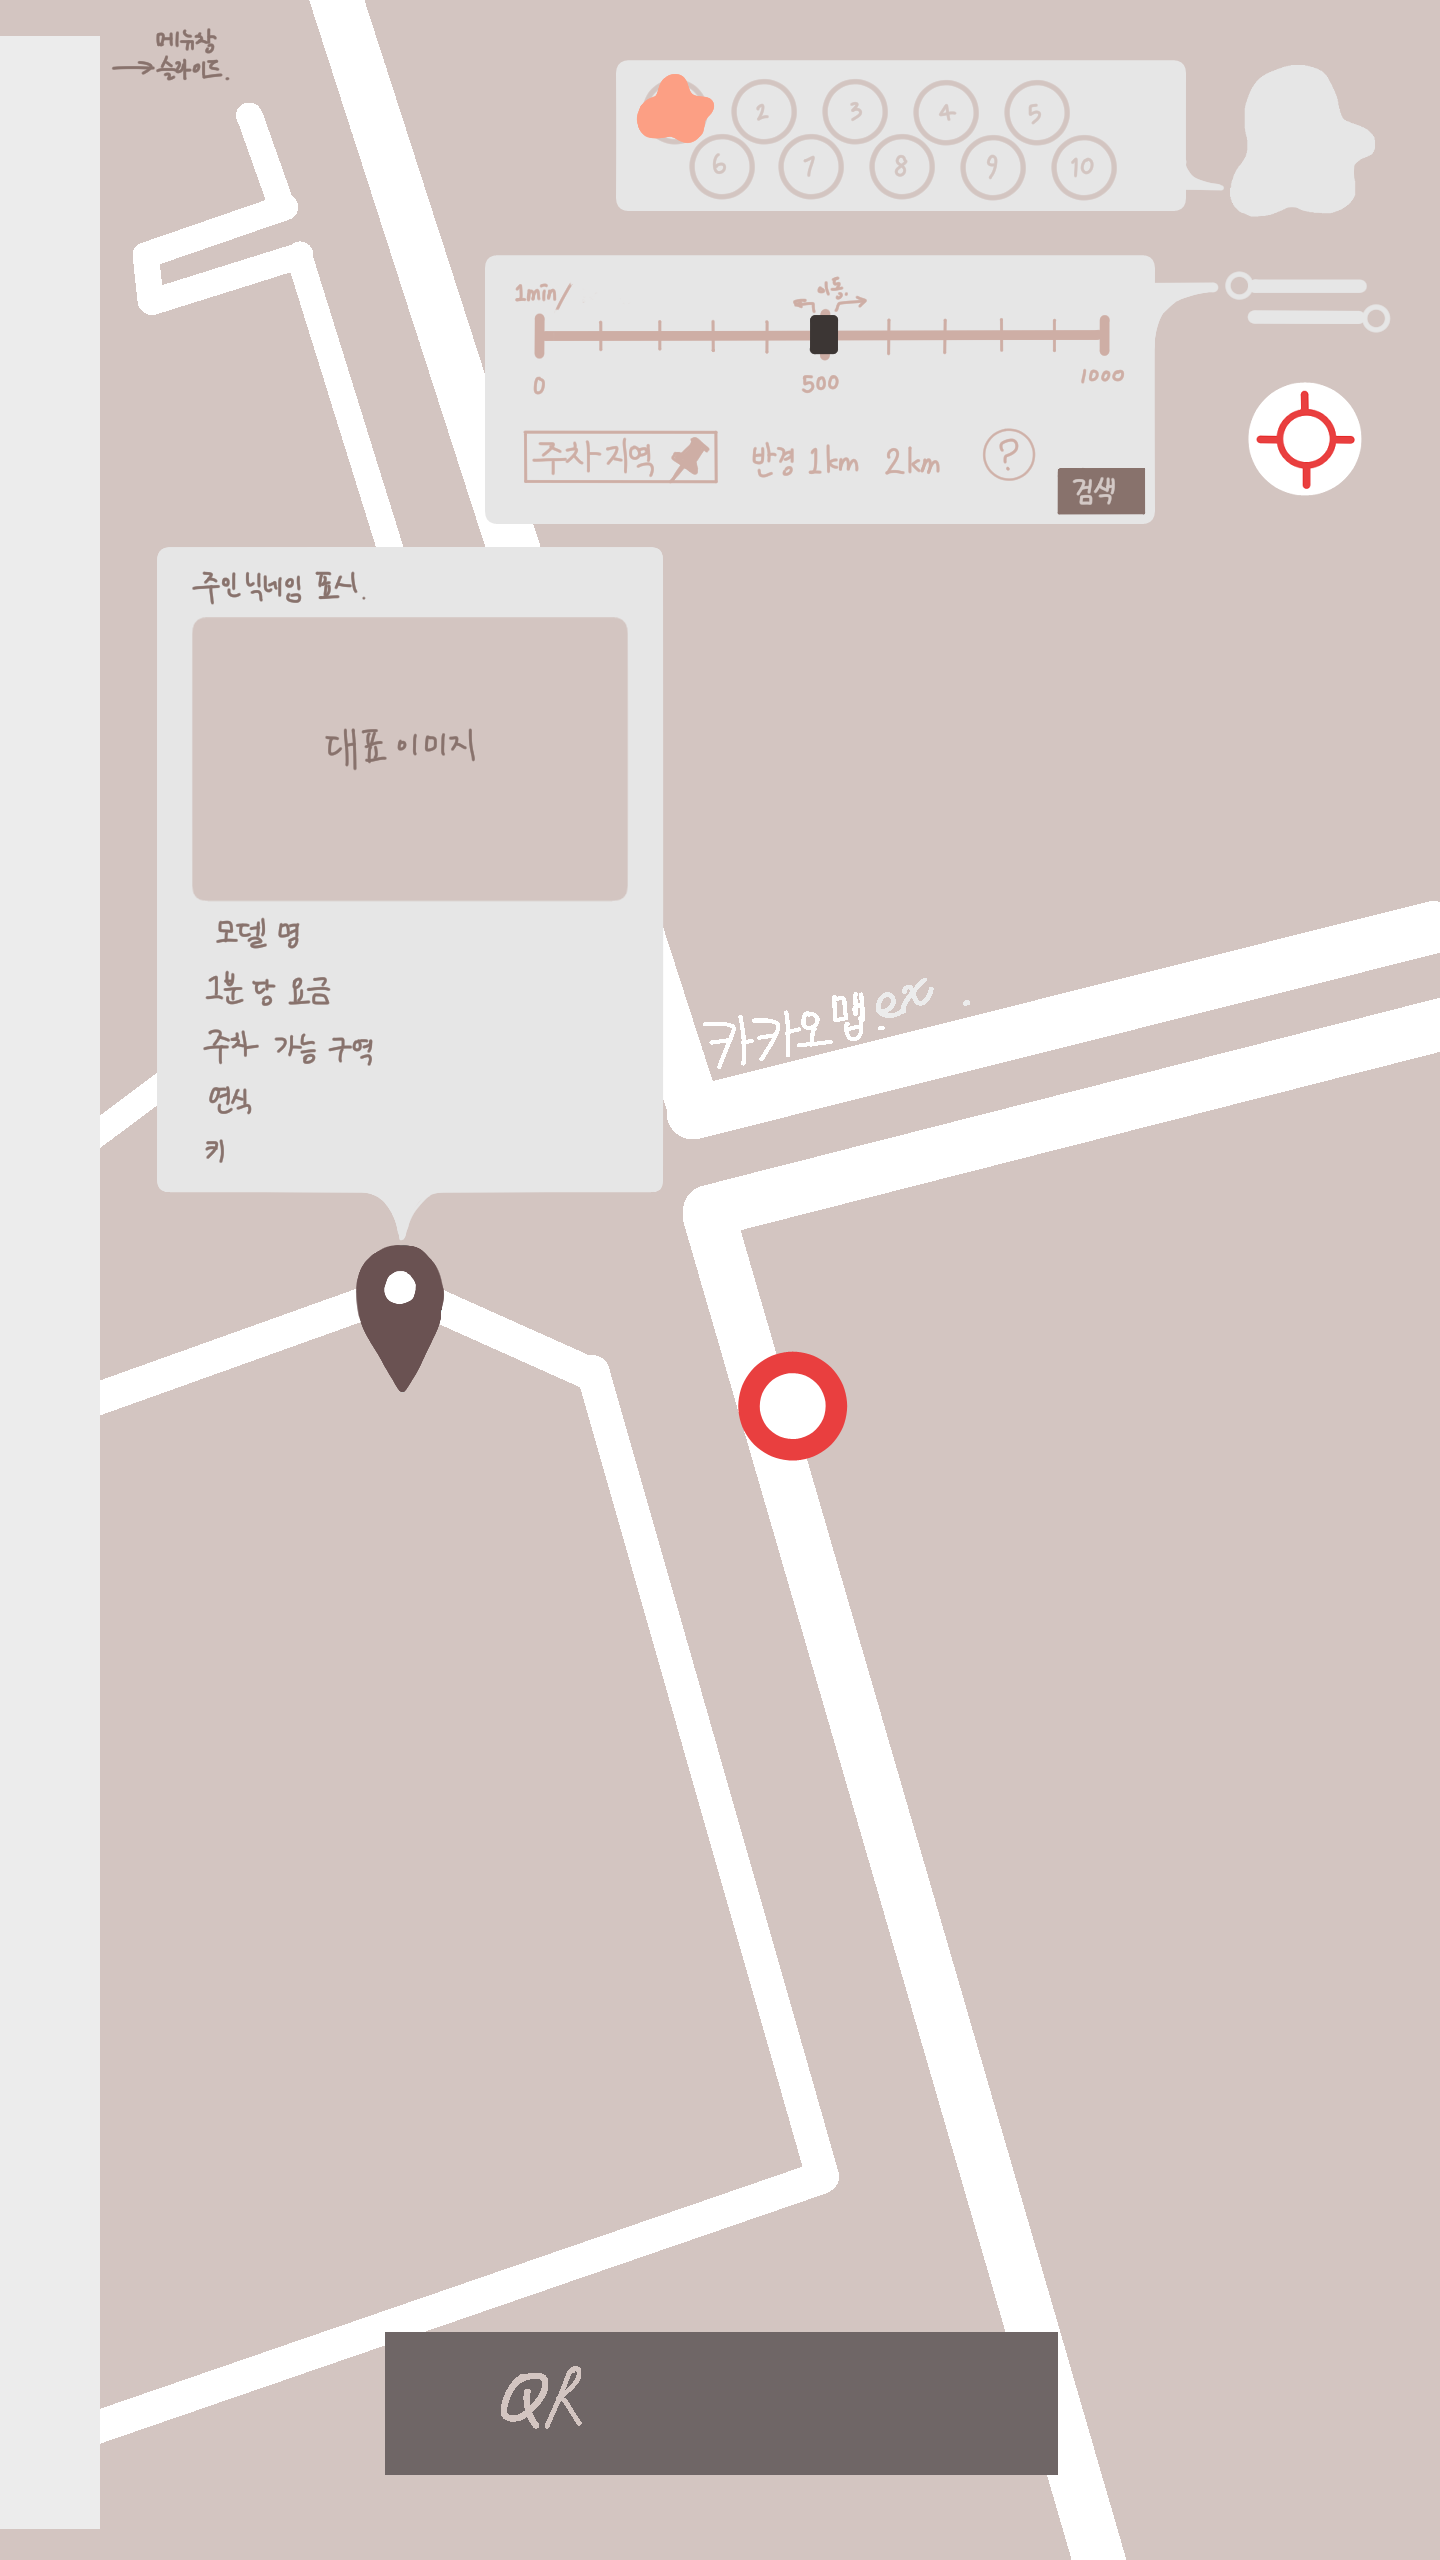 메뉴창
→슬라이드.
2 3 4 5
6 7 8 9 10
1min/
이동.
0 500 1000
주차 지역 반경 1km 2km ?
검색
주인 닉네임 표시.
대표 이미지
모델 명
1분 당 요금
주차 가능 구역
연식
키
카카오맵.ex .
QR